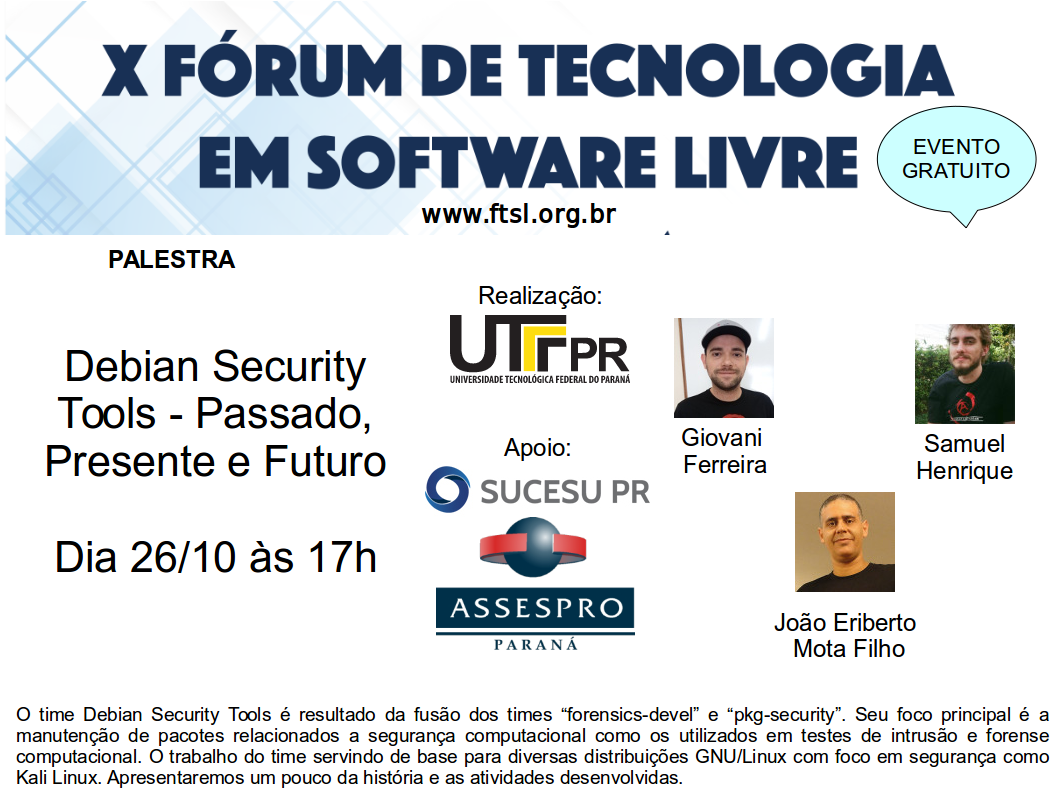 X FÓRUM DE TECNOLOGIA
EM SOFTWARE LIVRE
www.ftsl.org.br
EVENTO
GRATUITO
PALESTRA
Debian Security
Tools - Passado,
Presente e Futuro
Dia 26/10 às 17h
Realização:
UTFPR
UNIVERSIDADE TECNOLÓGICA FEDERAL DO PARANÁ
Apoio:
SUCESU PR
ASSESPRO
PARANÁ
Giovani
Ferreira
Samuel
Henrique
João Eriberto
Mota Filho
O time Debian Security Tools é resultado da fusão dos times “forensics-devel” e “pkg-security”. Seu foco principal é a
manutenção de pacotes relacionados a segurança computacional como os utilizados em testes de intrusão e forense
computacional. O trabalho do time servindo de base para diversas distribuições GNU/Linux com foco em segurança como
Kali Linux. Apresentaremos um pouco da história e as atividades desenvolvidas.